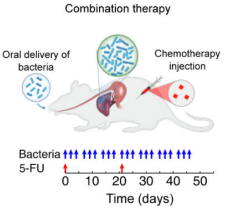 Combination therapy
Oral delivery of
bacteria
Chemotherapy
injection
Bacteria
5-FU
0 10 20 30 40 50
Time (days)